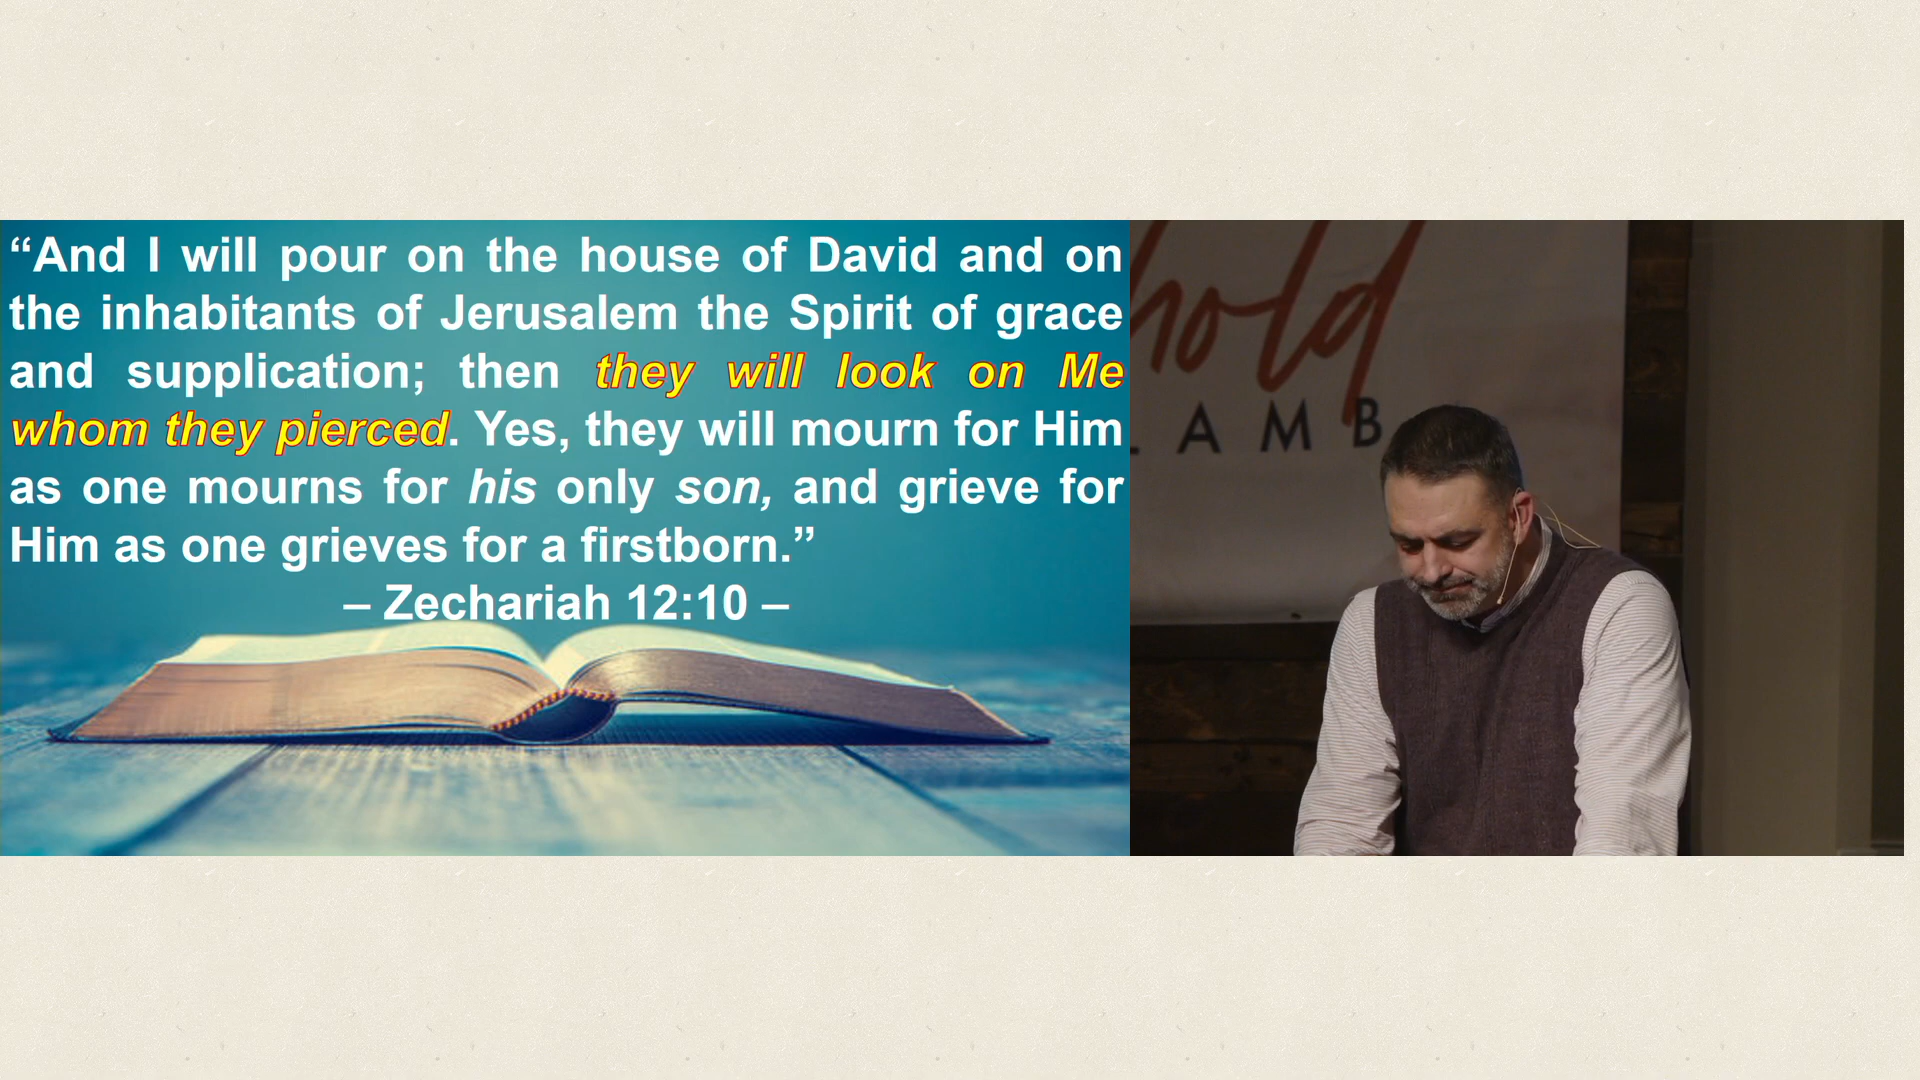 “And I will pour on the house of David and on
the inhabitants of Jerusalem the Spirit of grace
and supplication; then they will look on Me
whom they pierced. Yes, they will mourn for Him
as one mourns for his only son, and grieve for
Him as one grieves for a firstborn.”
– Zechariah 12:10 –
hold
LAMB